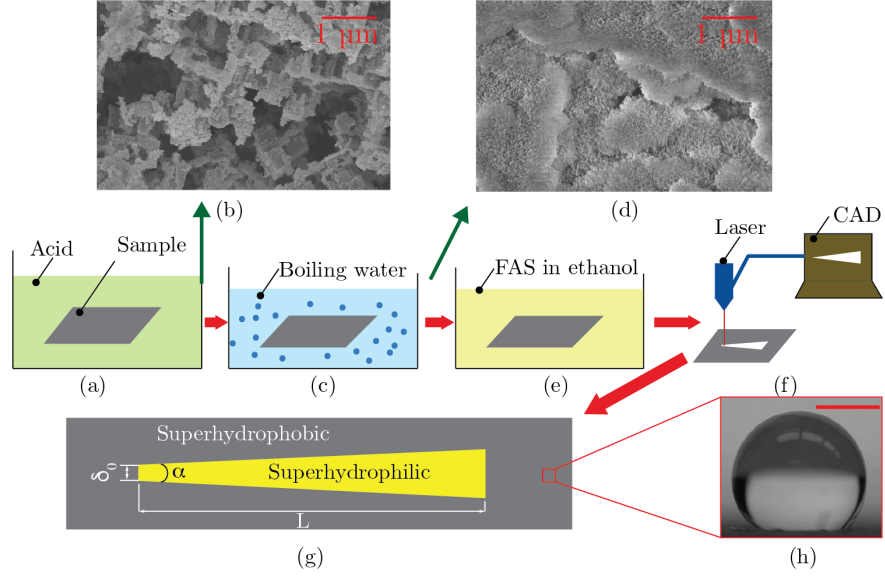 1 μm
1 μm
(b)
(d)
Acid
Sample
Boiling water
FAS in ethanol
Laser
CAD
(a)
(c)
(e)
(f)
Superhydrophobic
δ₀
α
Superhydrophilic
L
(g)
(h)